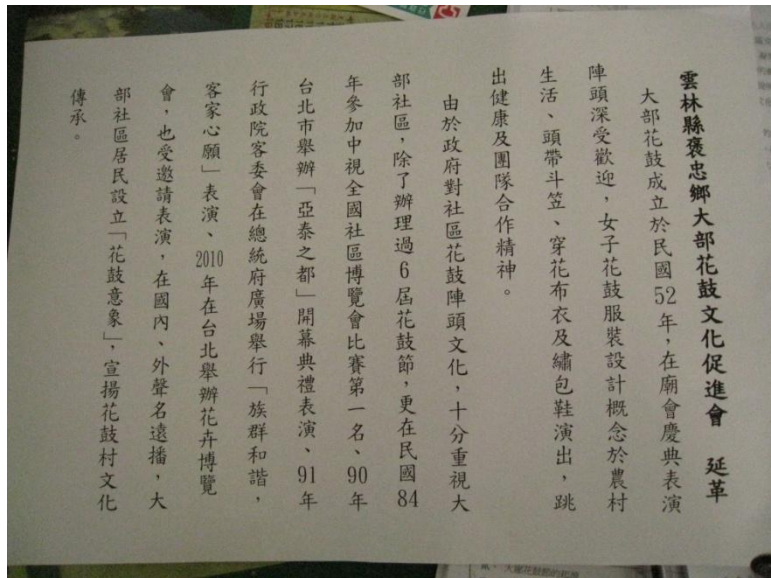 雲林縣褒忠鄉大部花鼓文化促進會　延革
大部花鼓成立於民國52年，在廟會慶典表演
陣頭深受歡迎，女子花鼓服裝設計概念於農村
生活、頭帶斗笠、穿花布衣及繡包鞋演出，跳
出健康及團隊合作精神。
由於政府對社區花鼓陣頭文化，十分重視大
部社區，除了辦理過6屆花鼓節，更在民國84
年參加中視全國社區博覽會比賽第一名、90年
台北市舉辦「亞泰之都」開幕典禮表演、91年
行政院客委會在總統府廣場舉行「族群和諧，
客家心願」表演、2010年在台北舉辦花卉博覽
會，也受邀請表演，在國內、外聲名遠播，大
部社區居民設立「花鼓意象」，宣揚花鼓村文化
傳承。